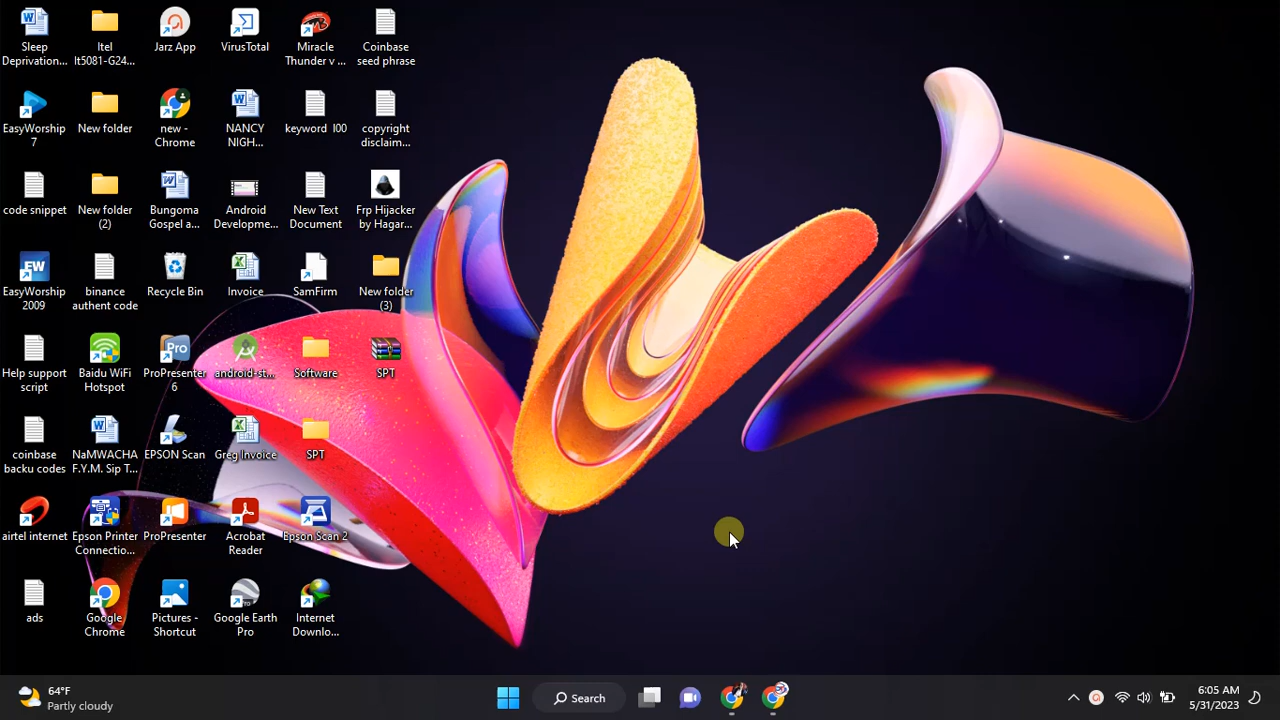 Sleep
Deprivation...
Itel
It5081-G24...
Jarz App
VirusTotal
Miracle
Thunder v ...
Coinbase
seed phrase
EasyWorship
7
New folder
new -
Chrome
NANCY
NIGH...
keyword 100
copyright
disclaim...
code snippet
New folder
(2)
Bungoma
Gospel a...
Android
Developme...
New Text
Document
Frp Hijacker
by Hagar...
EW
EasyWorship
2009
binance
authent code
Recycle Bin
Invoice
SamFirm
New folder
(3)
Help support
script
Baidu WiFi
Hotspot
Pro
ProPresenter
6
android-st...
Software
SPT
coinbase
backu codes
NaMWACHA
F.Y.M. Sip T...
EPSON Scan
Greg Invoice
SPT
airtel internet
Epson Printer
Connectio...
ProPresenter
Acrobat
Reader
Epson Scan 2
ads
Google
Chrome
Pictures -
Shortcut
Google Earth
Pro
Internet
Downlo...
64°F
Partly cloudy
Search
6:05 AM
5/31/2023